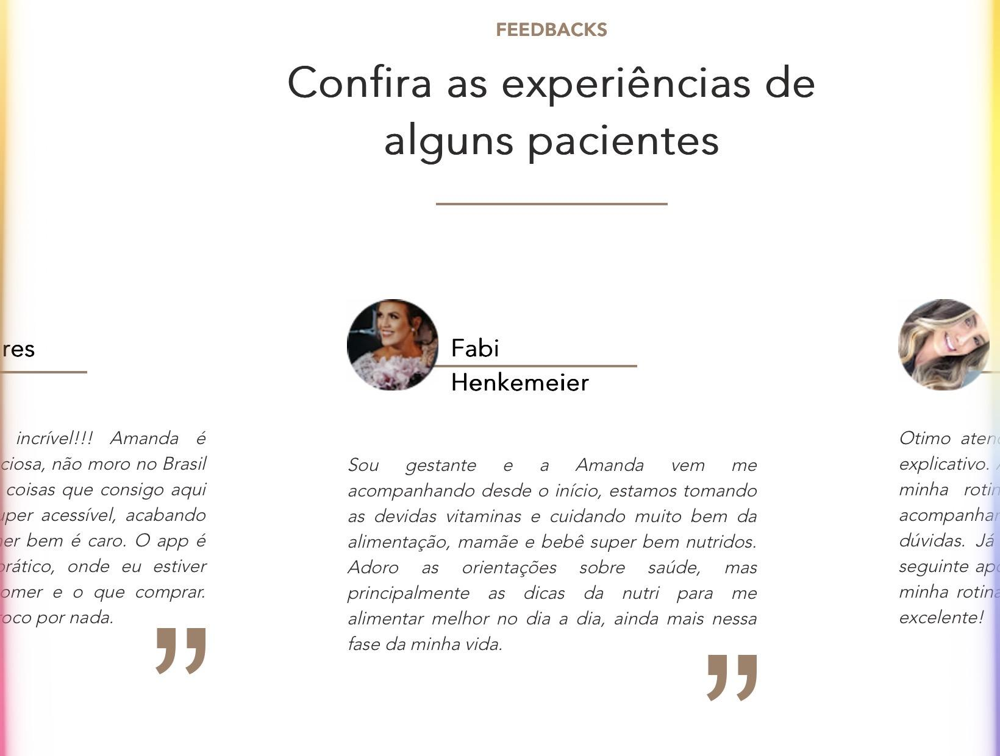 FEEDBACKS
Confira as experiências de
alguns pacientes
res
incrível!!! Amanda é
ciosa, não moro no Brasil
coisas que consigo aqui
uper acessível, acabando
er bem é caro. O app é
prático, onde eu estiver
omer e o que comprar.
roco por nada.
Fabi
Henkemeier
Sou gestante e a Amanda vem me
acompanhando desde o início, estamos tomando
as devidas vitaminas e cuidando muito bem da
alimentação, mamãe e bebê super bem nutridos.
Adoro as orientações sobre saúde, mas
principalmente as dicas da nutri para me
alimentar melhor no dia a dia, ainda mais nessa
fase da minha vida.
Otimo aten
explicativo.
minha rotin
acompanha
dúvidas. Já
seguinte ap
minha rotina
excelente!